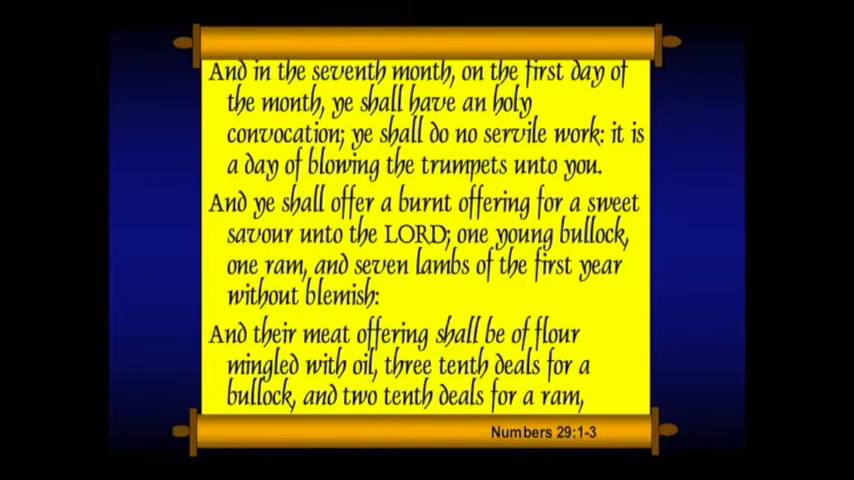 And in the seventh month, on the first day of
the month, ye shall have an holy
convocation; ye shall do no servile work: it is
a day of blowing the trumpets unto you.
And ye shall offer a burnt offering for a sweet
savour unto the LORD; one young bullock,
one ram, and seven lambs of the first year
without blemish:
And their meat offering shall be of flour
mingled with oil, three tenth deals for a
bullock, and two tenth deals for a ram,
Numbers 29:1-3